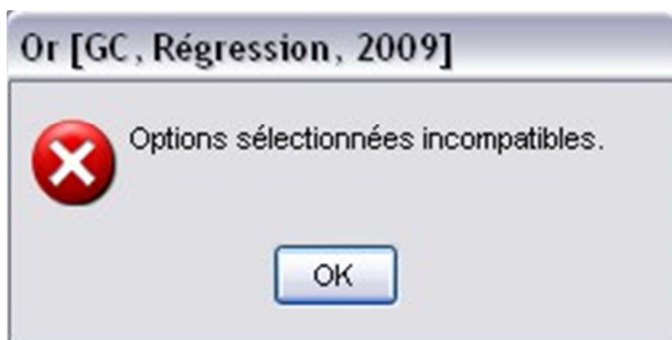 Or [GC, Régression, 2009]
Options sélectionnées incompatibles.
OK